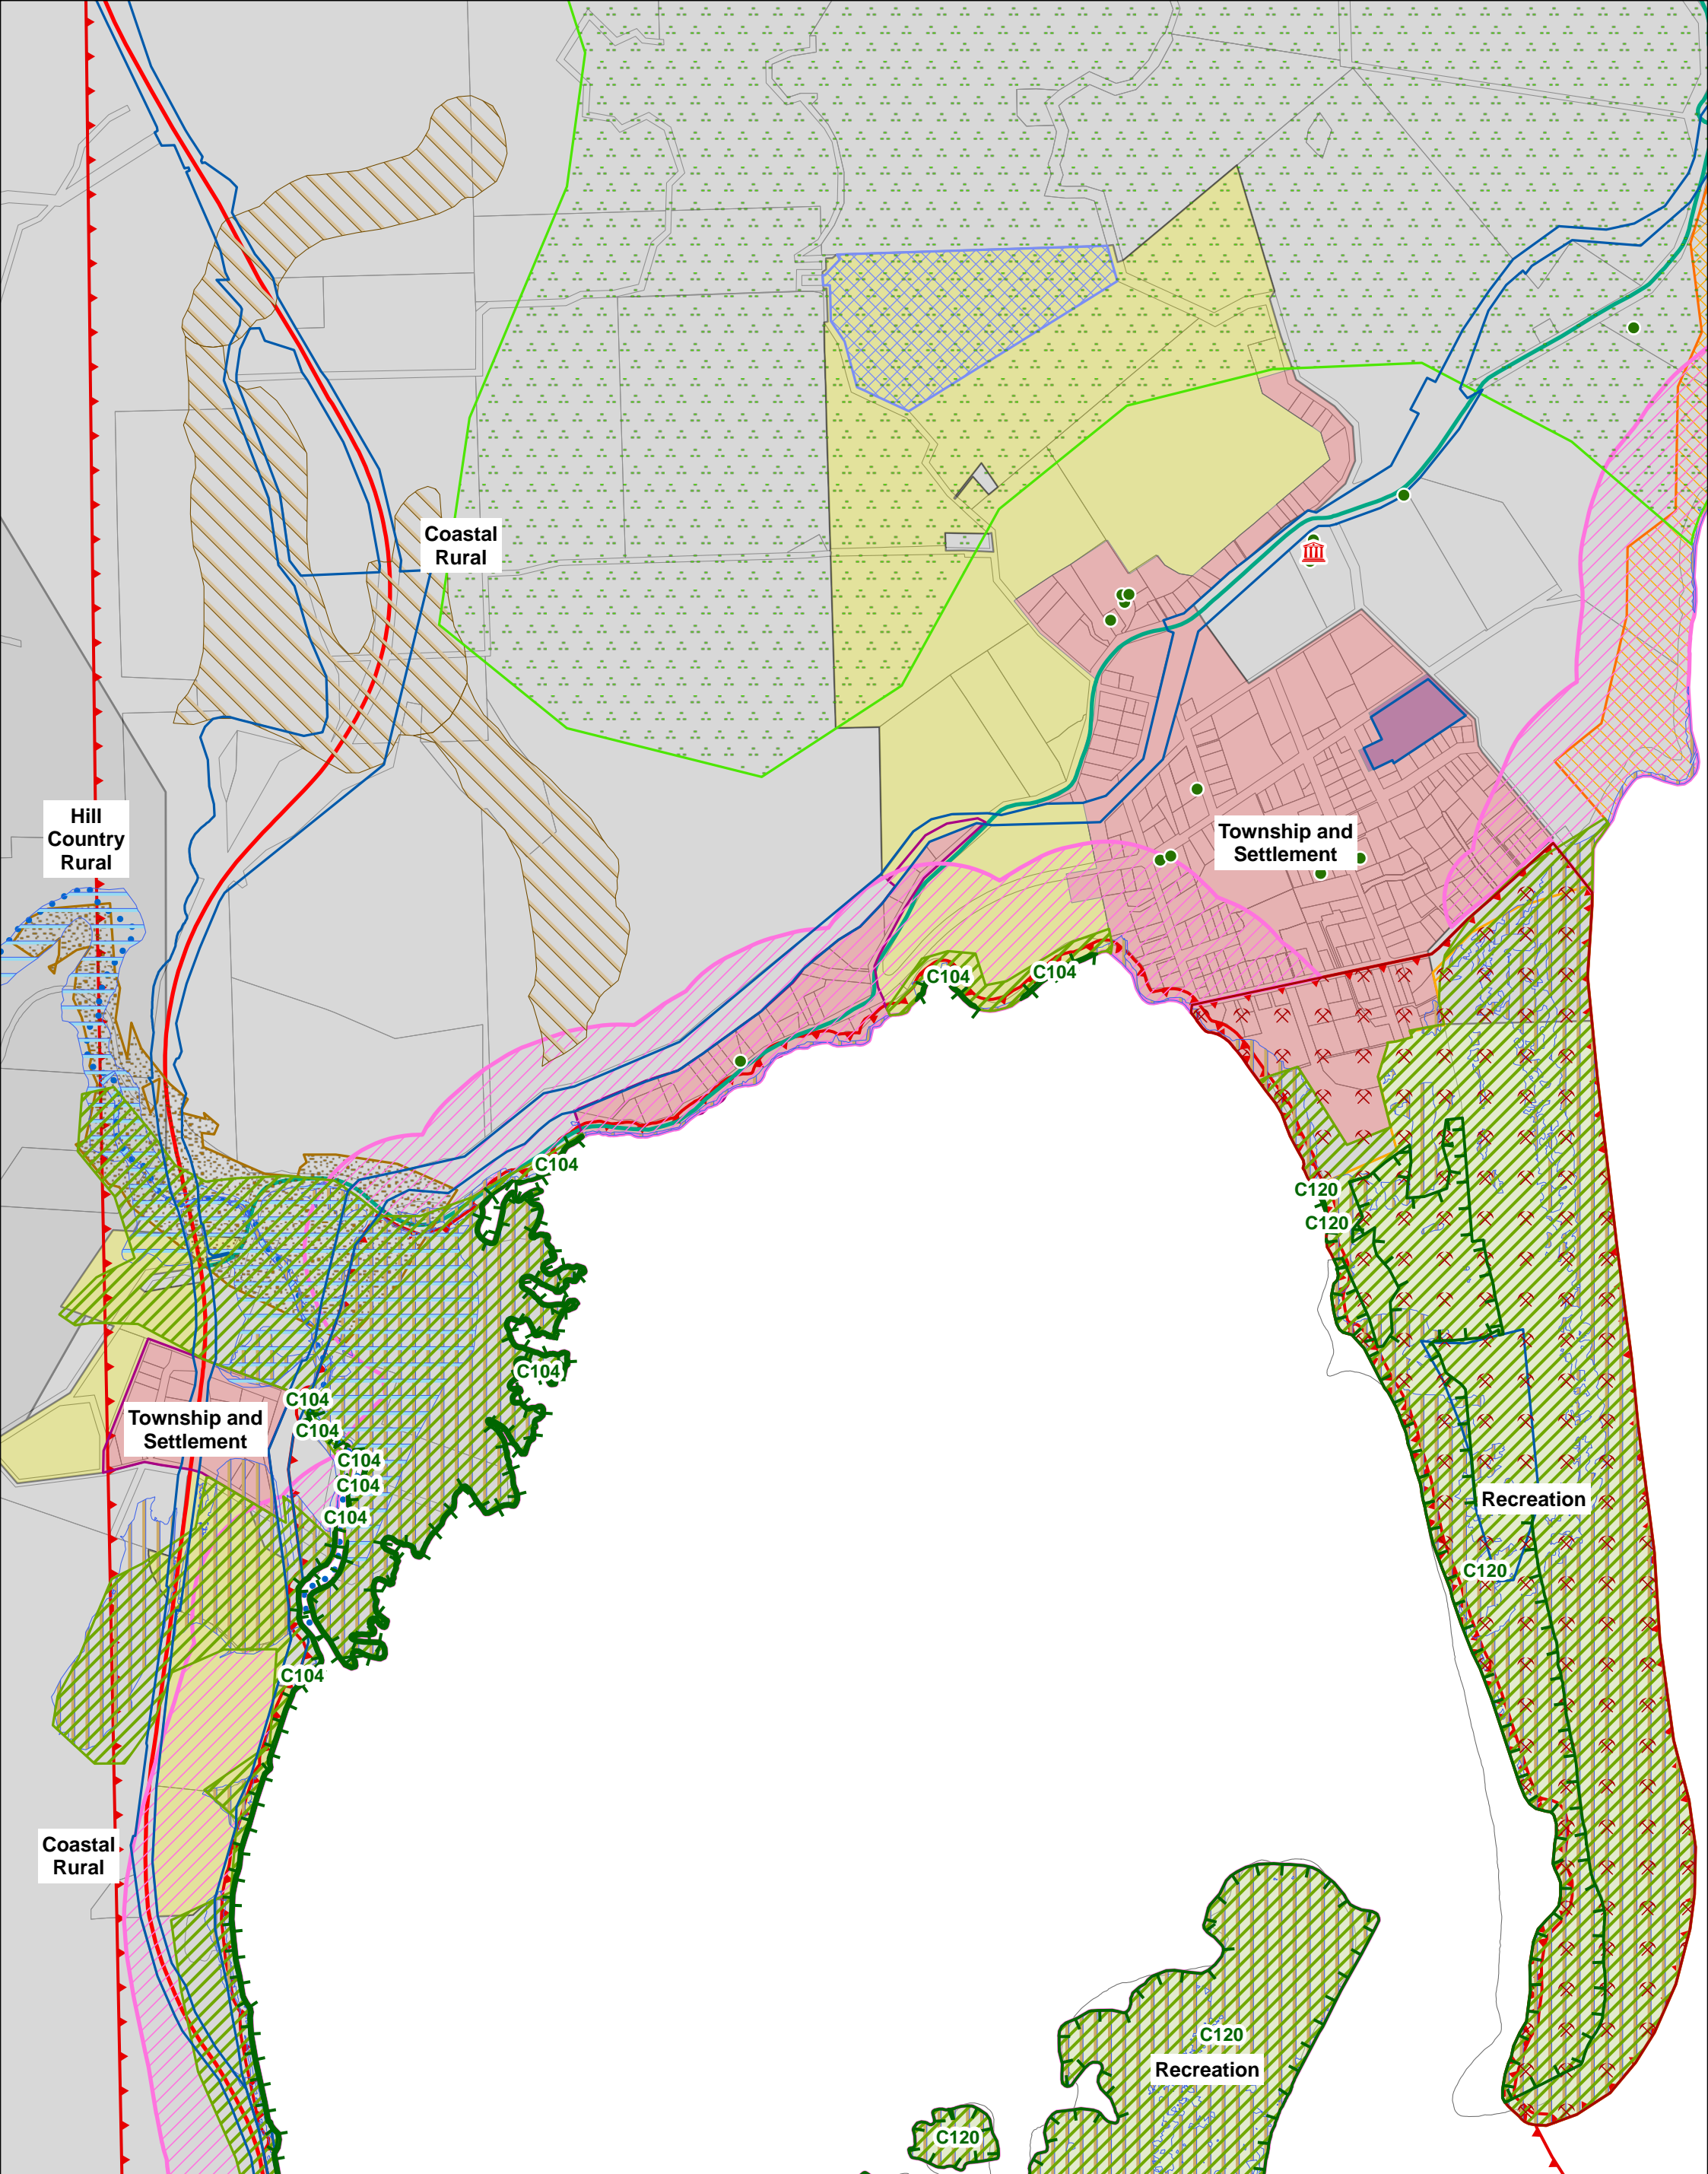 Coastal
Rural
Hill
Country
Rural
Township and
Settlement
C104
C104
C104
C120
C120
C104
C104
Township and
Settlement
C104
C104
C104
C104
Recreation
C120
C104
Coastal
Rural
C120
Recreation
C120